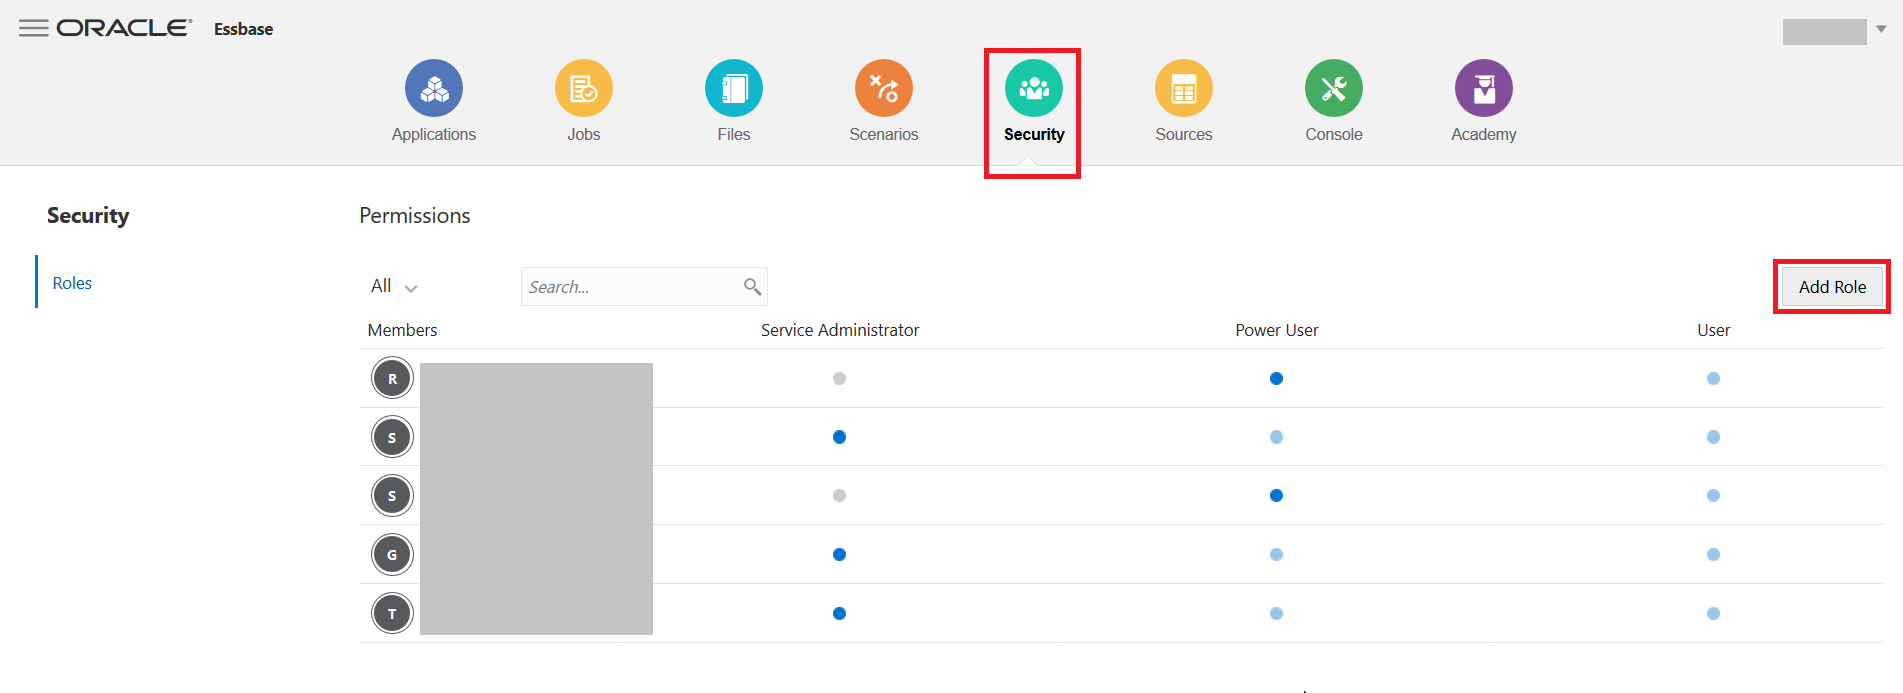 ORACLE® Essbase
Applications Jobs Files Scenarios Security Sources Console Academy
Security
Permissions
Roles
All Search... Add Role
Members Service Administrator Power User User
R
S
S
G
T